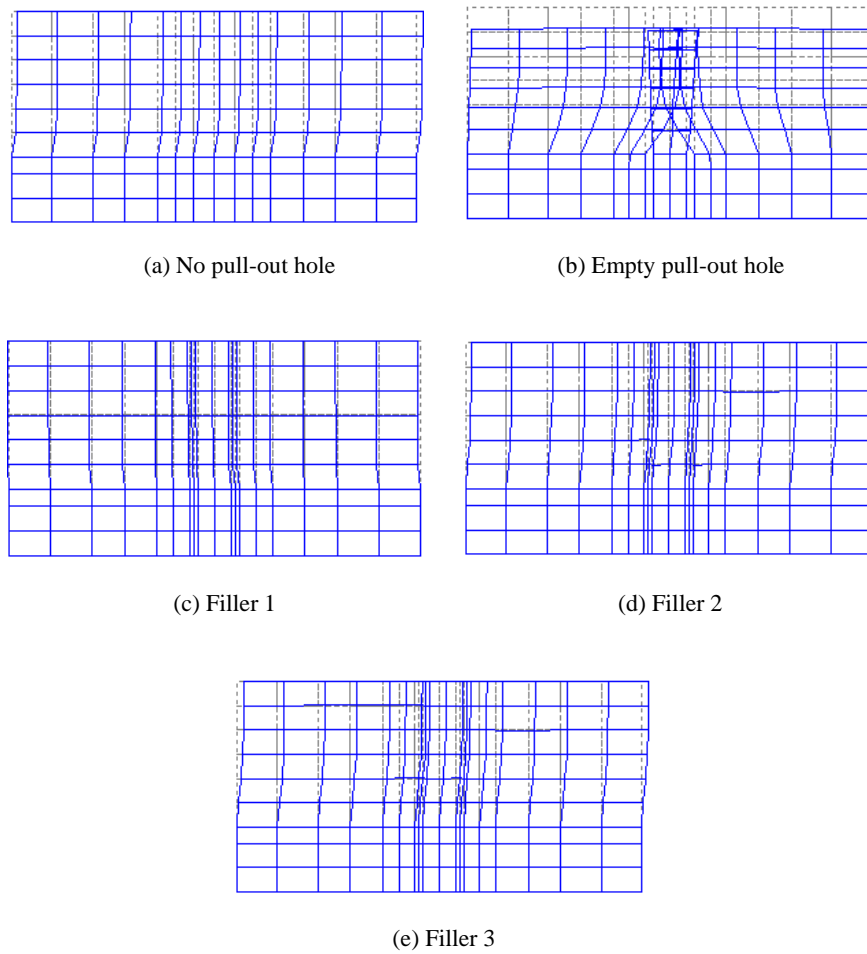 (a) No pull-out hole
(b) Empty pull-out hole
(c) Filler 1
(d) Filler 2
(e) Filler 3